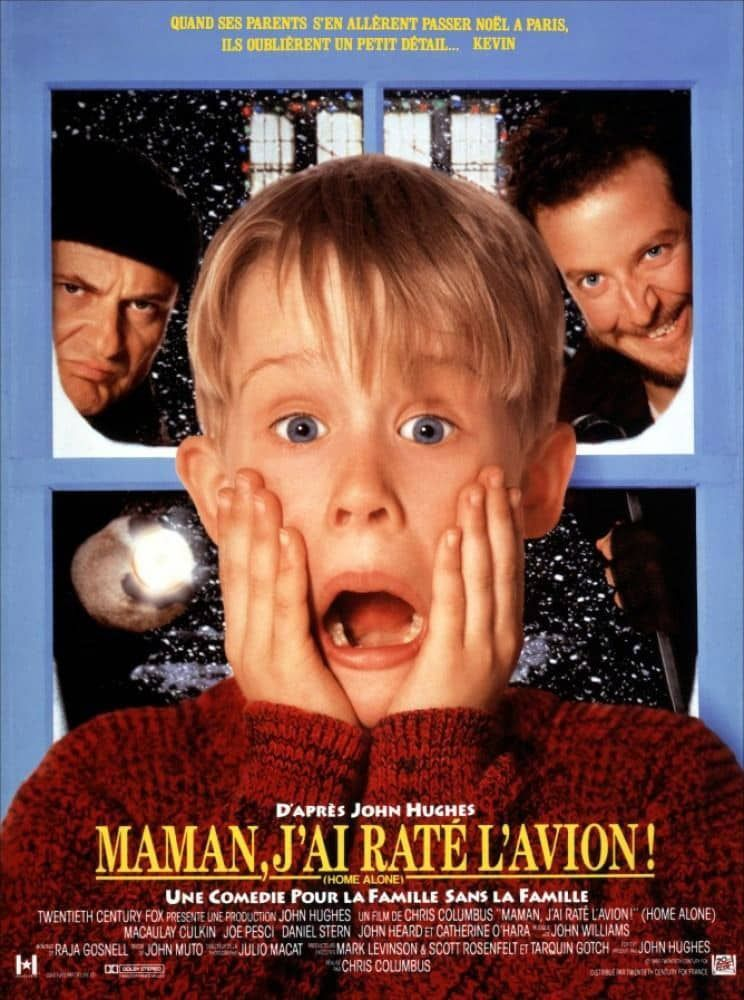 QUAND SES PARENTS S'EN ALLÈRENT PASSER NOËL A PARIS,
ILS OUBLIÈRENT UN PETIT DÉTAIL... KEVIN
D'APRÈS JOHN HUGHES
MAMAN, J'AI RATÉ L'AVION !
(HOME ALONE)
UNE COMEDIE POUR LA FAMILLE SANS LA FAMILLE
TWENTIETH CENTURY FOX PRESENTE UNE PRODUCTION JOHN HUGHES UN FILM DE CHRIS COLUMBUS "MAMAN, J'AI RATÉ L'AVION!" (HOME ALONE)
MACAULAY CULKIN JOE PESCI DANIEL STERN JOHN HEARD ET CATHERINE O'HARA JOHN WILLIAMS
RAJA GOSNELL JOHN MUTO JULIO MACAT MARK LEVINSON & SCOTT ROSENFELT ET TARQUIN GOTCH JOHN HUGHES
CHRIS COLUMBUS
DOLBY STEREO
DISTRIBUÉ PAR TWENTIETH CENTURY FOX FRANCE